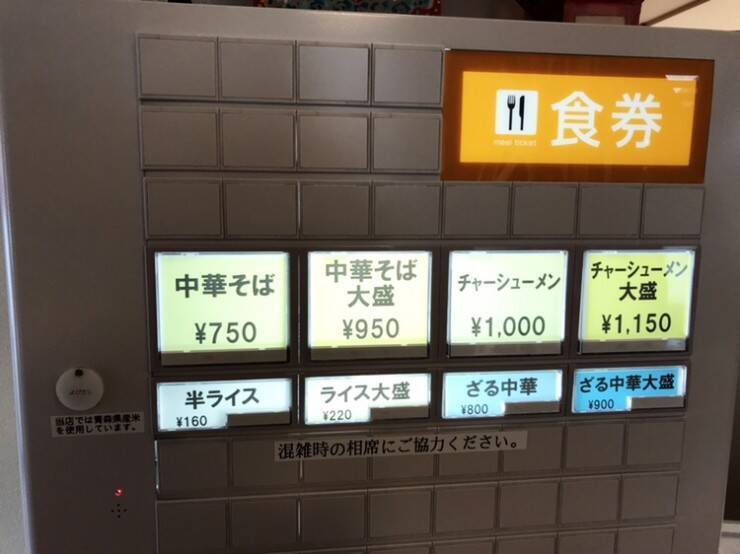 食券
meal ticket
中華そば
¥750
中華そば
大盛
¥950
チャーシューメン
¥1,000
チャーシューメン
大盛
¥1,150
半ライス
¥160
ライス大盛
¥220
ざる中華
¥800
ざる中華大盛
¥900
当店では青森県産米
を使用しています。
混雑時の相席にご協力ください。